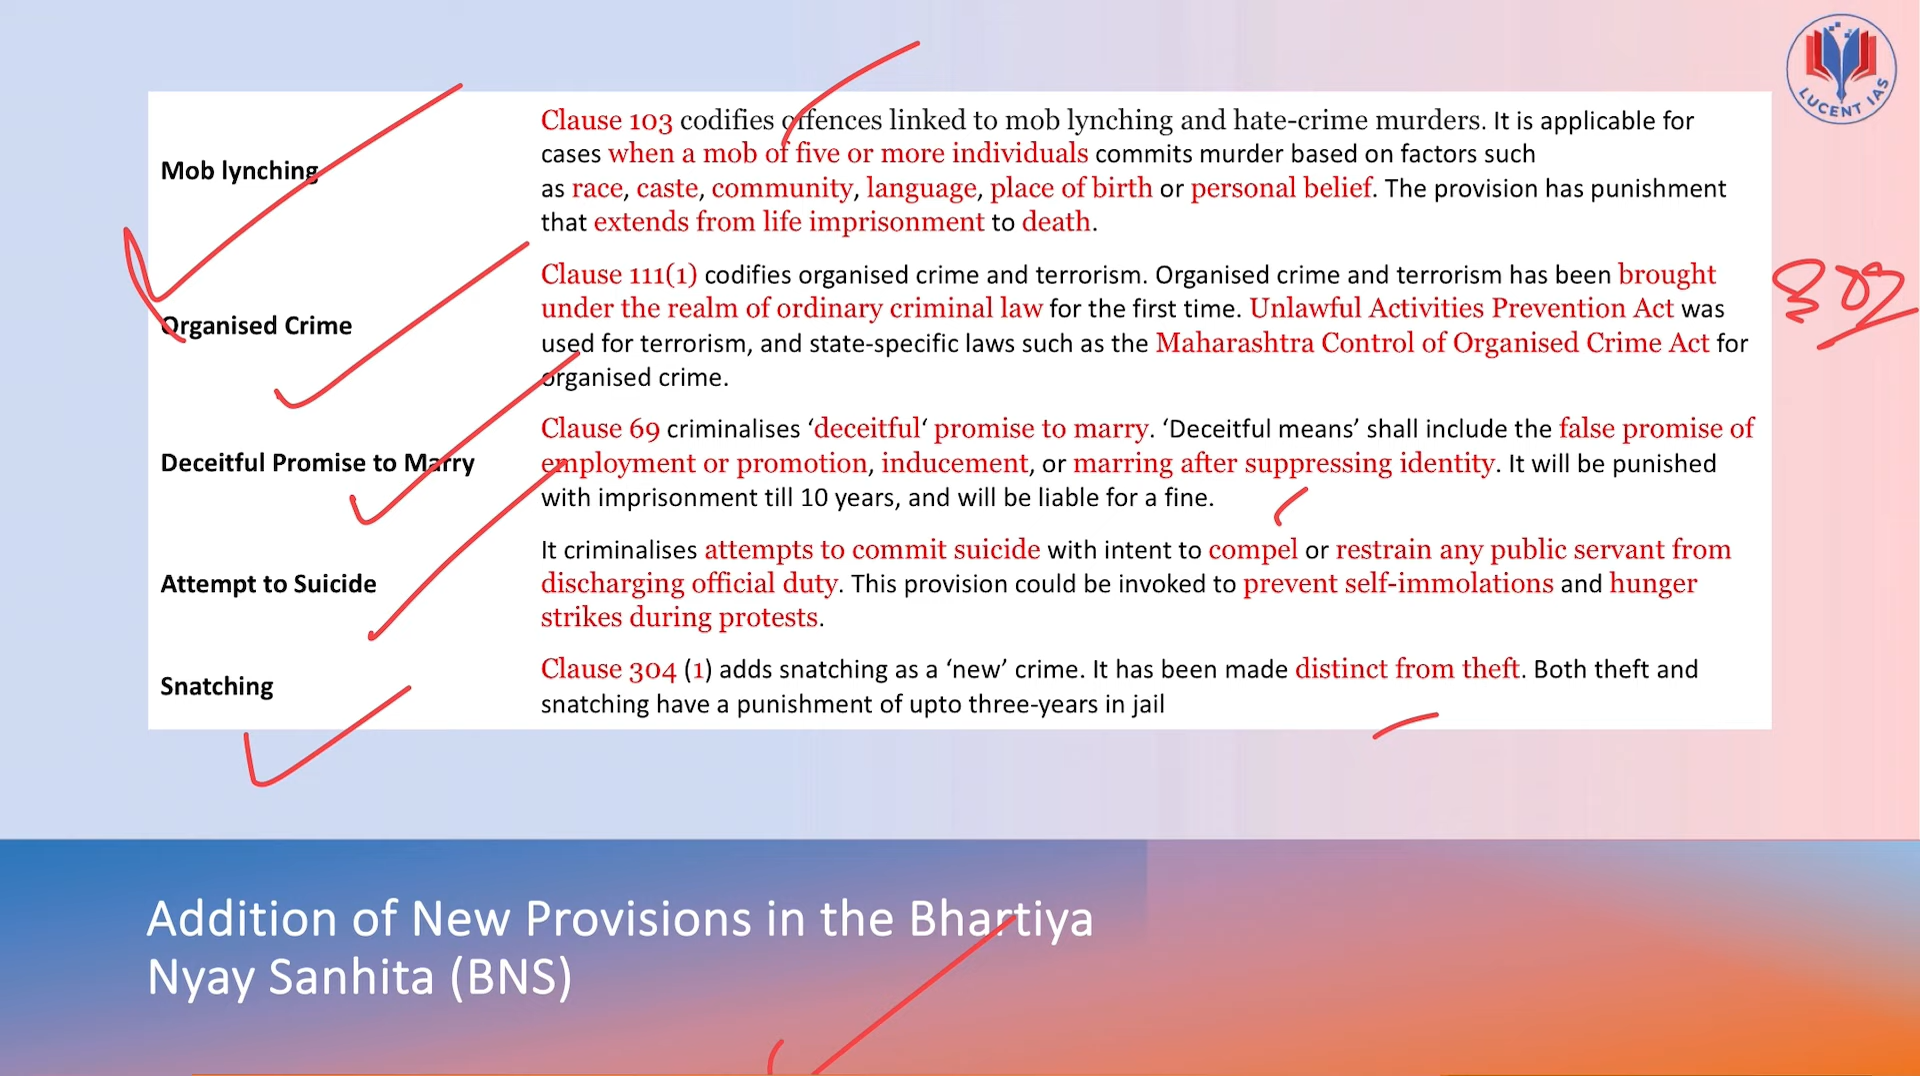 LUCENT IAS
Mob lynching
Clause 103 codifies offences linked to mob lynching and hate-crime murders. It is applicable for
cases when a mob of five or more individuals commits murder based on factors such
as race, caste, community, language, place of birth or personal belief. The provision has punishment
that extends from life imprisonment to death.
Organised Crime
Clause 111(1) codifies organised crime and terrorism. Organised crime and terrorism has been brought
under the realm of ordinary criminal law for the first time. Unlawful Activities Prevention Act was
used for terrorism, and state-specific laws such as the Maharashtra Control of Organised Crime Act for
organised crime.
Deceitful Promise to Marry
Clause 69 criminalises ‘deceitful‘ promise to marry. ‘Deceitful means’ shall include the false promise of
employment or promotion, inducement, or marring after suppressing identity. It will be punished
with imprisonment till 10 years, and will be liable for a fine.
Attempt to Suicide
It criminalises attempts to commit suicide with intent to compel or restrain any public servant from
discharging official duty. This provision could be invoked to prevent self-immolations and hunger
strikes during protests.
Snatching
Clause 304 (1) adds snatching as a ‘new’ crime. It has been made distinct from theft. Both theft and
snatching have a punishment of upto three-years in jail
Addition of New Provisions in the Bhartiya
Nyay Sanhita (BNS)